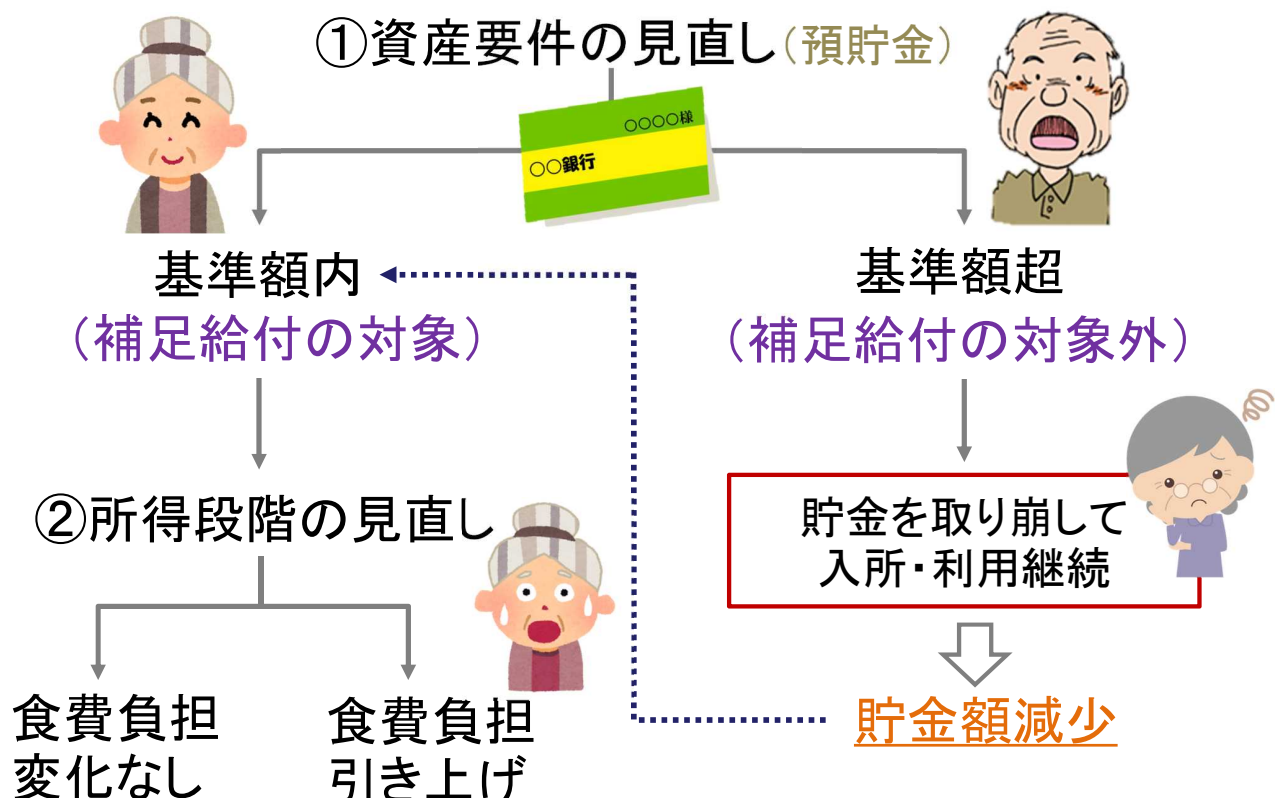 ①資産要件の見直し(預貯金)
○○○○様
○○銀行
基準額内
(補足給付の対象)
基準額超
(補足給付の対象外)
②所得段階の見直し
貯金を取り崩して
入所・利用継続
食費負担
変化なし
食費負担
引き上げ
貯金額減少